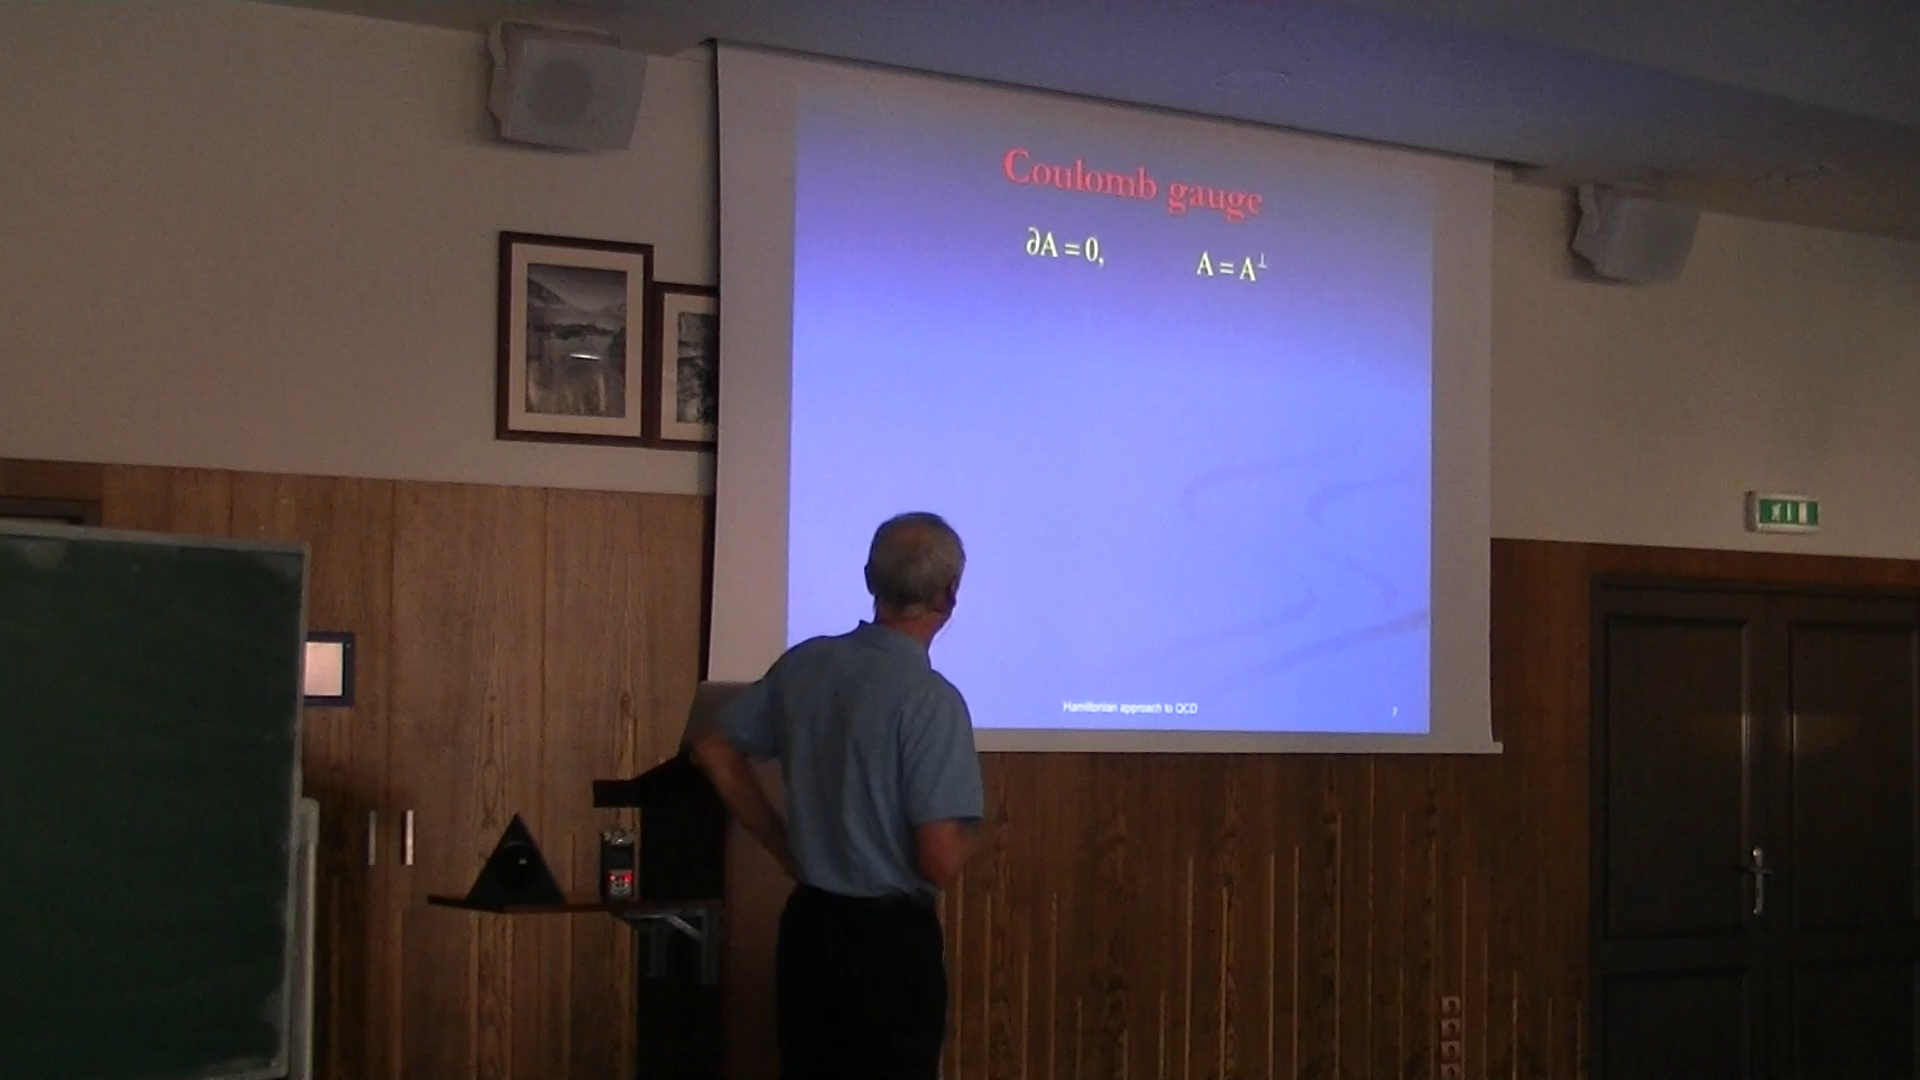 Coulomb gauge
∂A = 0, A = A⊥
Hamiltonian approach to QCD 7